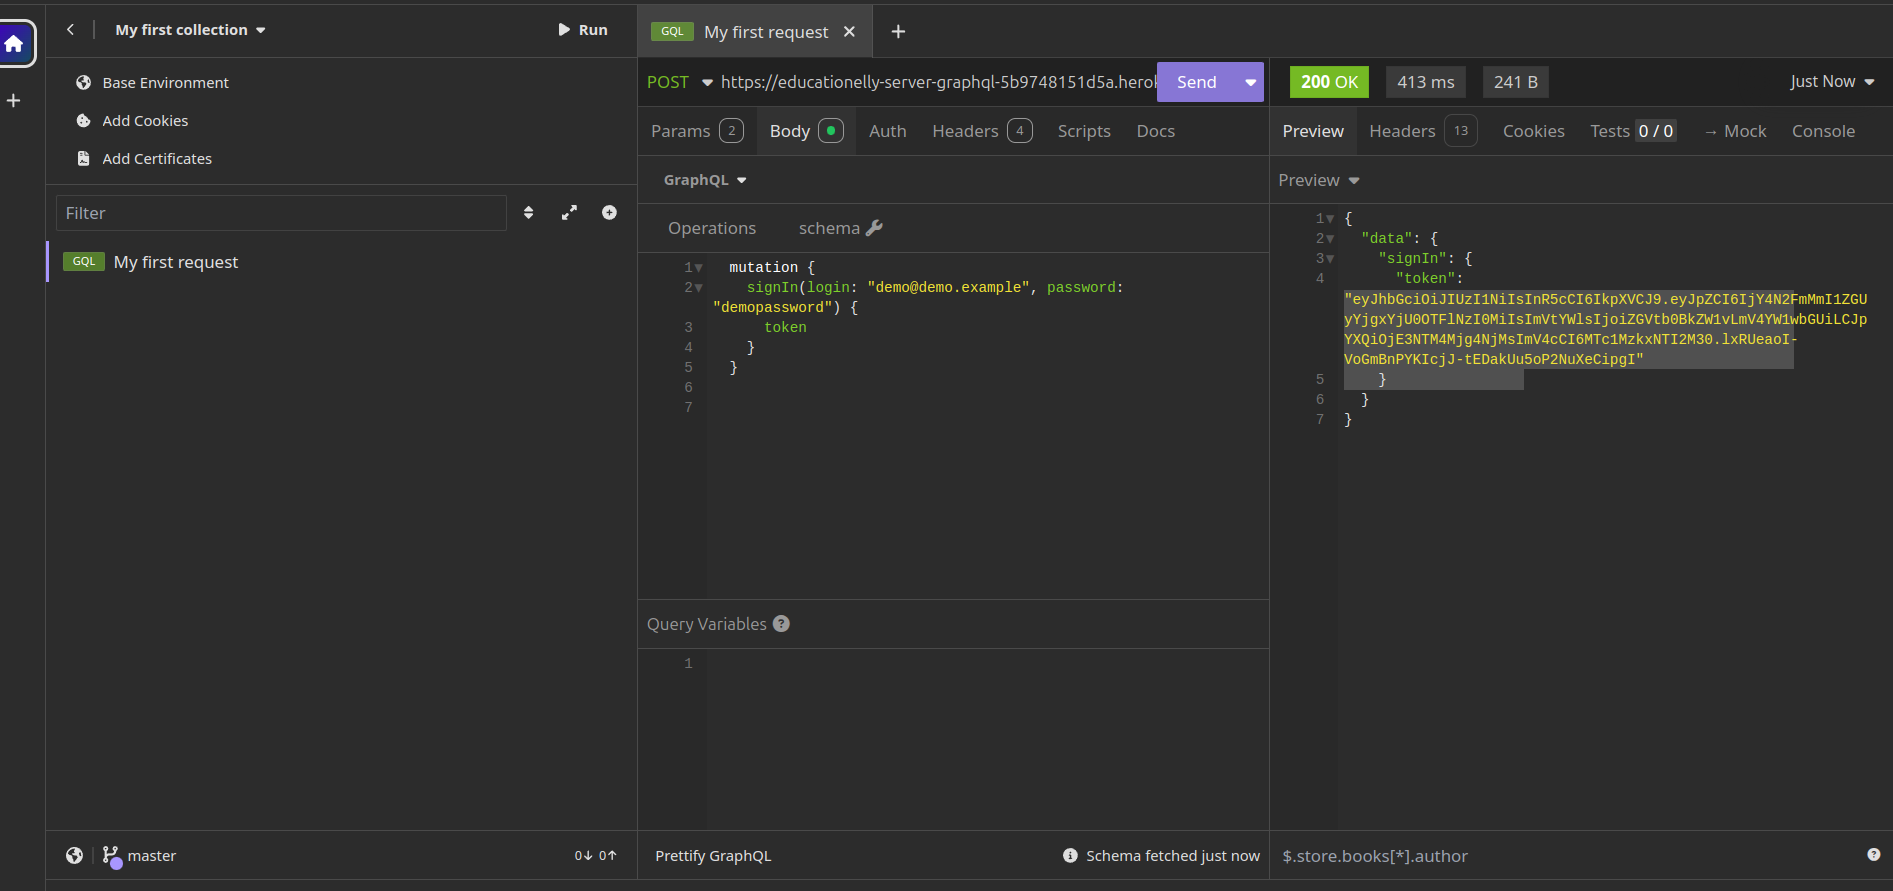 My first collection
Run
Base Environment
Add Cookies
Add Certificates
Filter
GQL My first request
master
0↓ 0↑
GQL My first request
POST https://educationelly-server-graphql-5b9748151d5a.herok
Send
Params 2 Body Auth Headers 4 Scripts Docs
GraphQL
Operations schema
1 mutation {
2 signIn(login: "demo@demo.example", password:
"demopassword") {
3 token
4 }
5 }
6
7
Query Variables ?
1
Prettify GraphQL
Schema fetched just now
200 OK 413 ms 241 B Just Now
Preview Headers 13 Cookies Tests 0 / 0 → Mock Console
Preview
1 {
2 "data": {
3 "signIn": {
4 "token":
"eyJhbGciOiJIUzI1NiIsInR5cCI6IkpXVCJ9.eyJpZCI6IjY4N2FmMmI1ZGU
yYjgxYjU0OTFlNzI0MiIsImVtYWlsIjoiZGVtb0BkZW1vLmV4YW1wbGUiLCJp
YXQiOjE3NTM4Mjg4NjMsImV4cCI6MTc1MzkxNTI2M30.lxRUeaoI-
VoGmBnPYKIcjJ-tEDakUu5oP2NuXeCipgI"
5 }
6 }
7 }
$.store.books[*].author